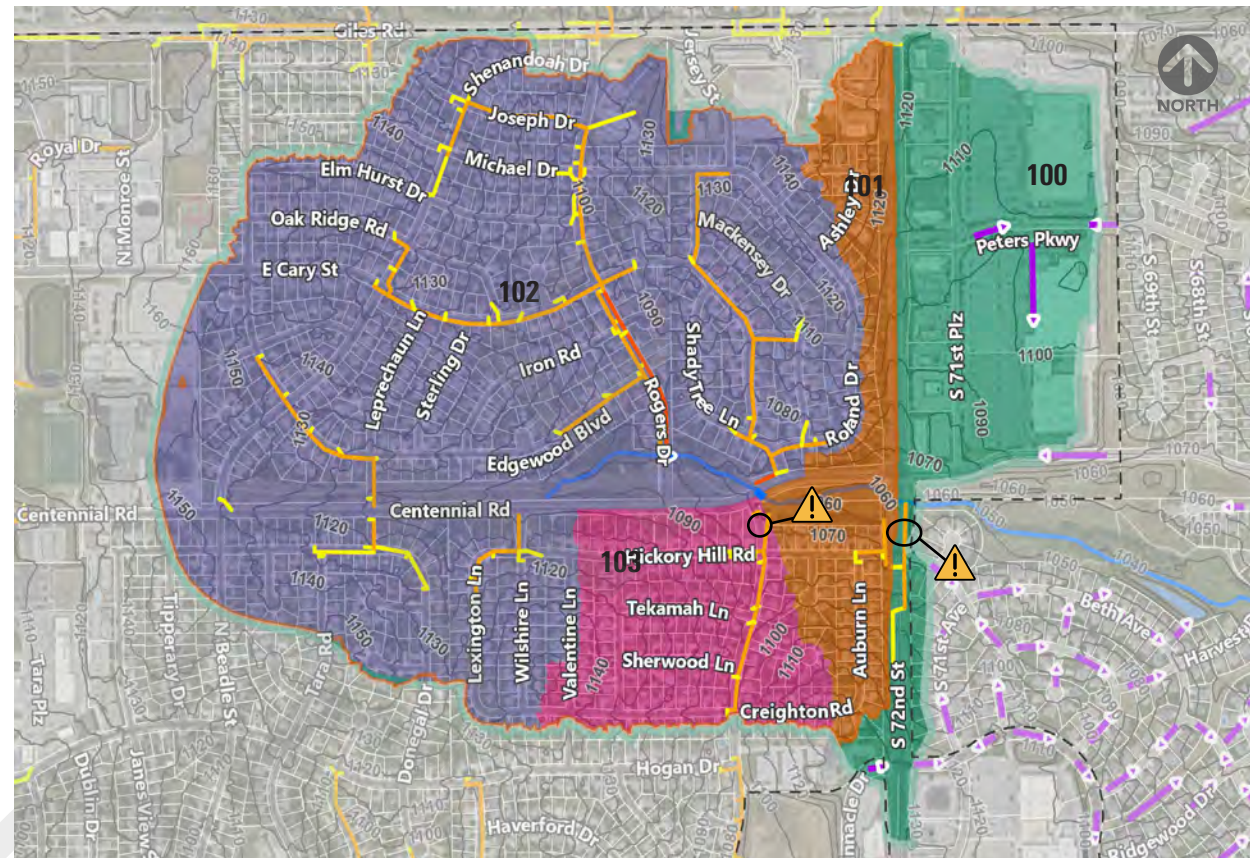 Giles Rd
NORTH
Shenandoah Dr
Jersey St
Joseph Dr
Royal Dr
N Monroe St
Michael Dr
Elm Hurst Dr
Ashley Dr
101
100
Oak Ridge Rd
Mackensey Dr
Peters Pkwy
E Cary St
102
S 69th St
S 68th St
Leprechaun Ln
Sterling Dr
Iron Rd
Shady Tree Ln
S 71st Plz
Rogers Dr
Roland Dr
Edgewood Blvd
Centennial Rd
Centennial Rd
103
Hickory Hill Rd
Lexington Ln
Wilshire Ln
Valentine Ln
Tekamah Ln
Auburn Ln
S 71st Ave
Beth Ave
Harvest
Tipperary Dr
N Beadle St
Tara Rd
Tara Plz
Sherwood Ln
S 72nd St
Creighton Rd
Donegal Dr
Hogan Dr
Dublin Dr
Janes View S
Haverford Dr
nnacle Dr
Ridgewood Dr
1150
1140
1130
1120
1110
1100
1090
1080
1070
1060
1050
1160